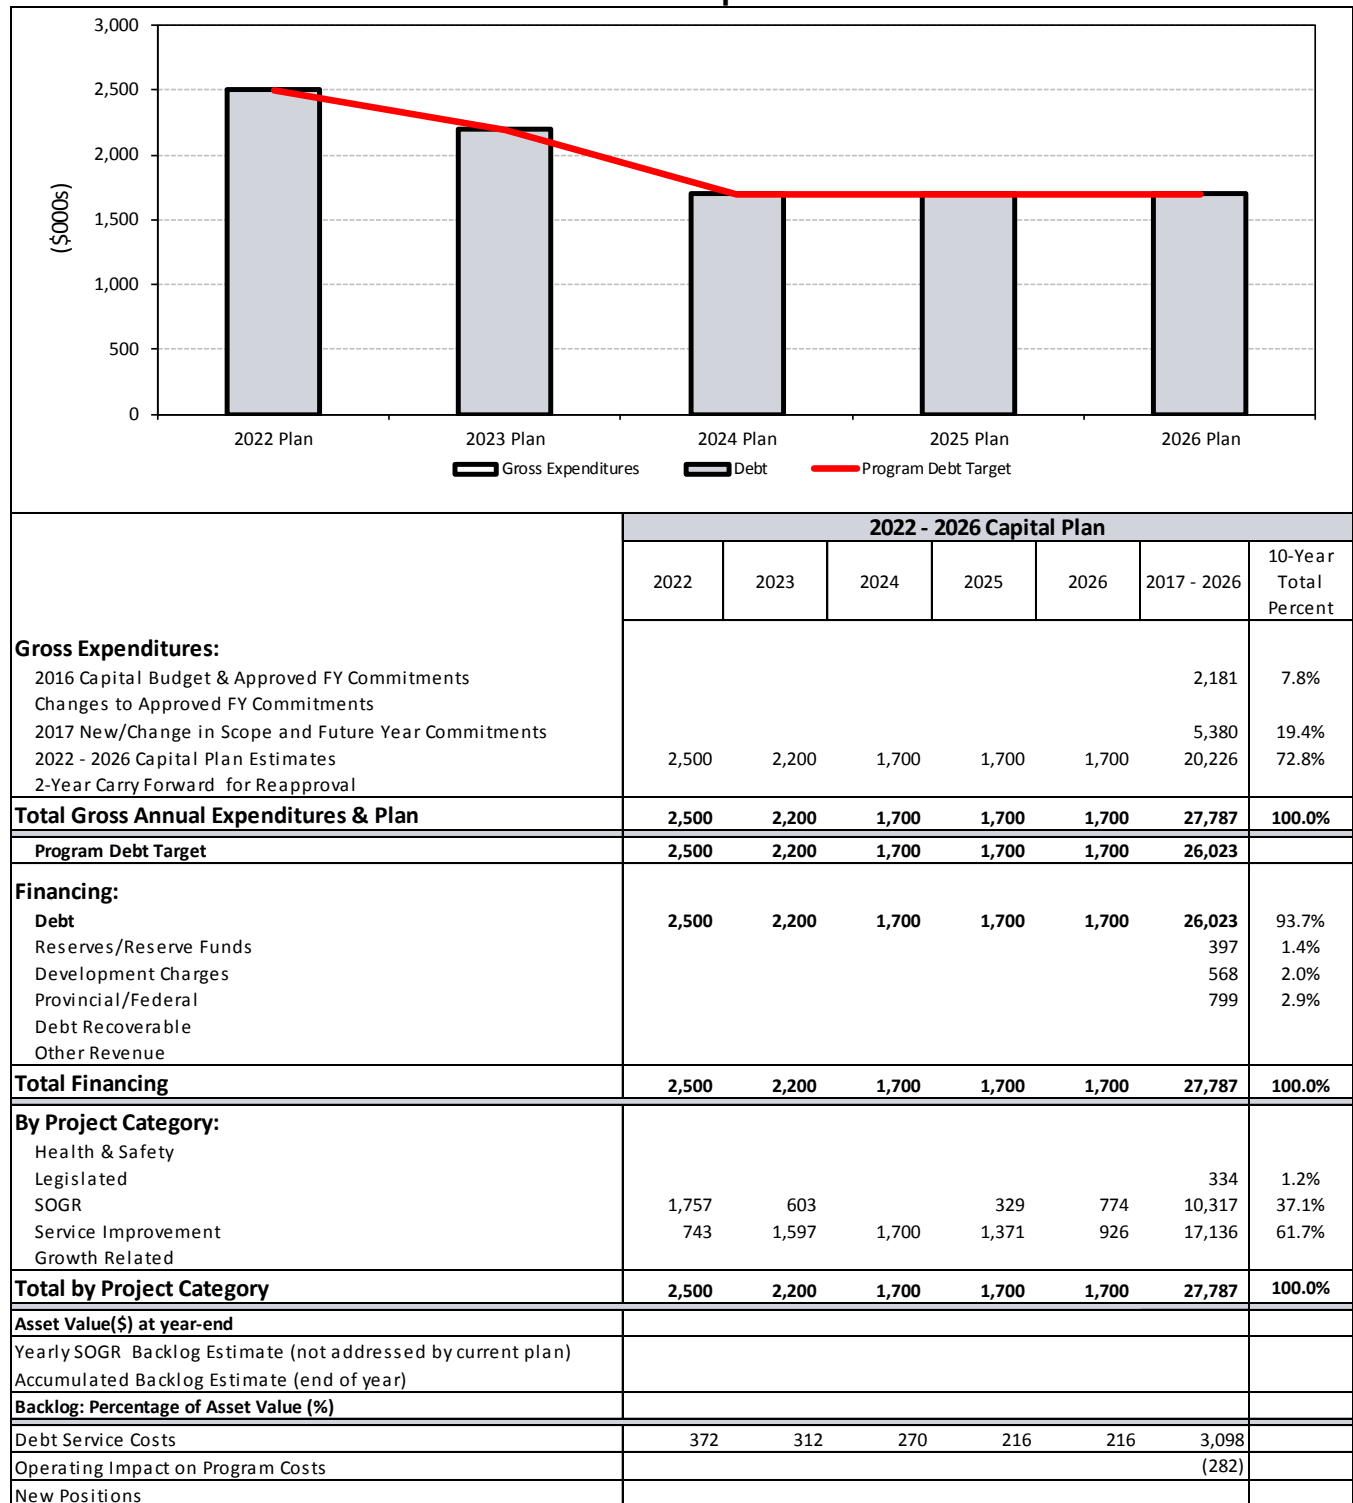 3,000
2,500
2,000
1,500
1,000
500
0
($000s)
2022 Plan 2023 Plan 2024 Plan 2025 Plan 2026 Plan
Gross Expenditures Debt Program Debt Target
2022 - 2026 Capital Plan
2022 2023 2024 2025 2026 2017 - 2026 10-Year Total Percent
Gross Expenditures:
2016 Capital Budget & Approved FY Commitments 2,181 7.8%
Changes to Approved FY Commitments
2017 New/Change in Scope and Future Year Commitments 5,380 19.4%
2022 - 2026 Capital Plan Estimates 2,500 2,200 1,700 1,700 1,700 20,226 72.8%
2-Year Carry Forward for Reapproval
Total Gross Annual Expenditures & Plan 2,500 2,200 1,700 1,700 1,700 27,787 100.0%
Program Debt Target 2,500 2,200 1,700 1,700 1,700 26,023
Financing:
Debt 2,500 2,200 1,700 1,700 1,700 26,023 93.7%
Reserves/Reserve Funds 397 1.4%
Development Charges 568 2.0%
Provincial/Federal 799 2.9%
Debt Recoverable
Other Revenue
Total Financing 2,500 2,200 1,700 1,700 1,700 27,787 100.0%
By Project Category:
Health & Safety
Legislated 334 1.2%
SOGR 1,757 603 329 774 10,317 37.1%
Service Improvement 743 1,597 1,700 1,371 926 17,136 61.7%
Growth Related
Total by Project Category 2,500 2,200 1,700 1,700 1,700 27,787 100.0%
Asset Value($) at year-end
Yearly SOGR Backlog Estimate (not addressed by current plan)
Accumulated Backlog Estimate (end of year)
Backlog: Percentage of Asset Value (%)
Debt Service Costs 372 312 270 216 216 3,098
Operating Impact on Program Costs (282)
New Positions